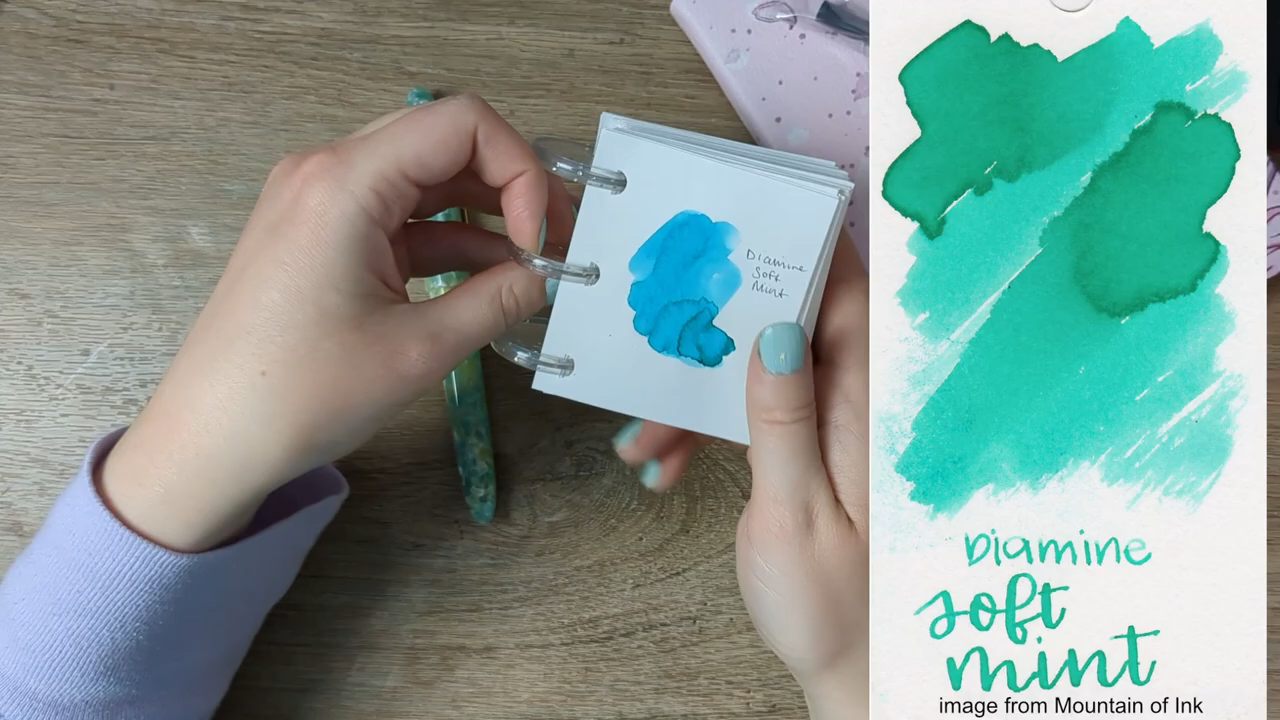 Diamine
Soft
Mint
Diamine
soft
mint
image from Mountain of Ink